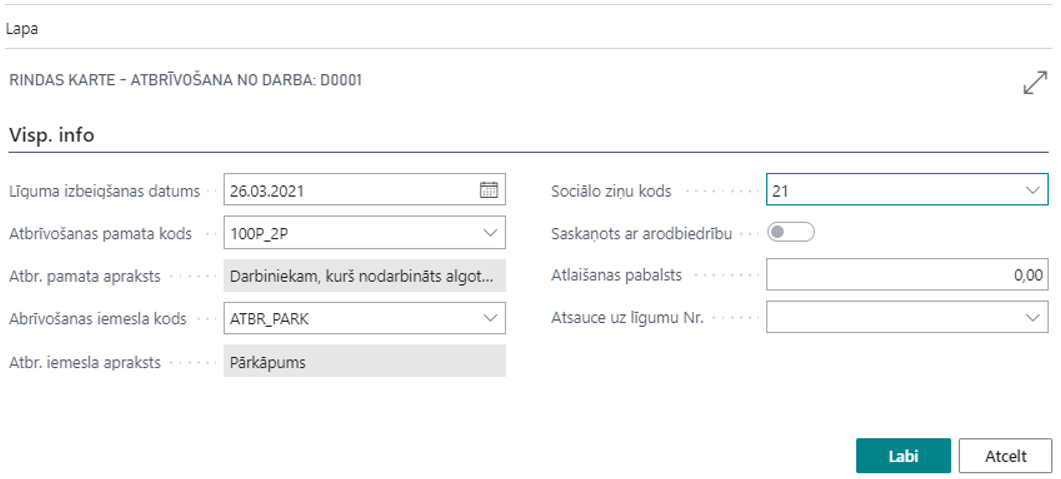 Lapa
RINDAS KARTE - ATBRĪVOŠANA NO DARBA: D0001
Visp. info
Līguma izbeigšanas datums 26.03.2021
Atbrīvošanas pamata kods 100P_2P
Atbr. pamata apraksts Darbiniekam, kurš nodarbināts algot...
Abrīvošanas iemesla kods ATBR_PARK
Atbr. iemesla apraksts Pārkāpums
Sociālo ziņu kods 21
Saskaņots ar arodbiedrību
Atlaišanas pabalsts 0,00
Atsauce uz līgumu Nr.
Labi Atcelt